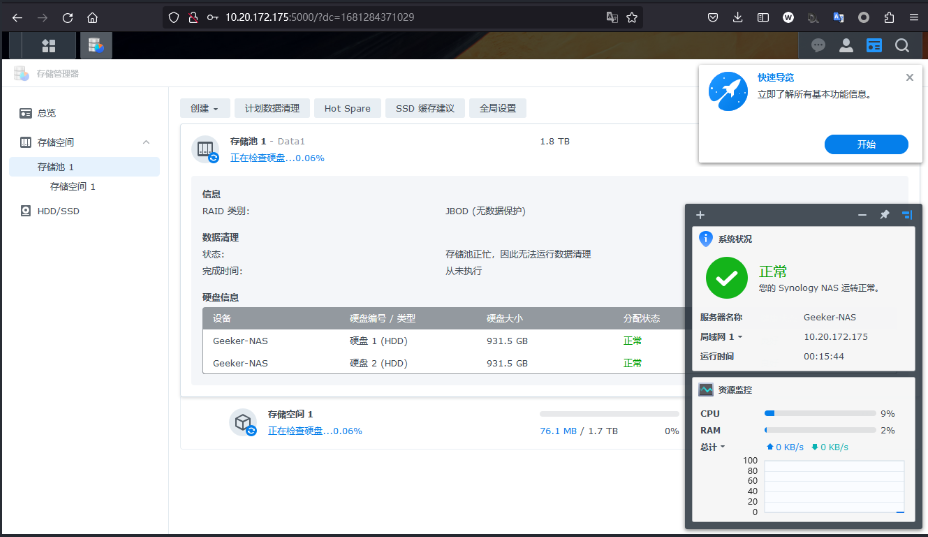 10.20.172.175:5000/?dc=1681284371029
存储管理器
总览
存储空间
存储池 1
存储空间 1
HDD/SSD
创建
计划数据清理
Hot Spare
SSD 缓存建议
全局设置
存储池 1 - Data1
1.8 TB
正在检查硬盘...0.06%
信息
RAID 类别:
JBOD (无数据保护)
数据清理
状态:
存储池正忙，因此无法运行数据清理
完成时间:
从未执行
硬盘信息
设备 硬盘编号 / 类型 硬盘大小 分配状态
Geeker-NAS 硬盘 1 (HDD) 931.5 GB 正常
Geeker-NAS 硬盘 2 (HDD) 931.5 GB 正常
存储空间 1
正在检查硬盘...0.06%
76.1 MB / 1.7 TB 0%
快速导览
立即了解所有基本功能信息。
开始
系统状况
正常
您的 Synology NAS 运转正常。
服务器名称 Geeker-NAS
局域网 1 10.20.172.175
运行时间 00:15:44
资源监控
CPU 9%
RAM 2%
总计 0 KB/s 0 KB/s
100
80
60
40
20
0